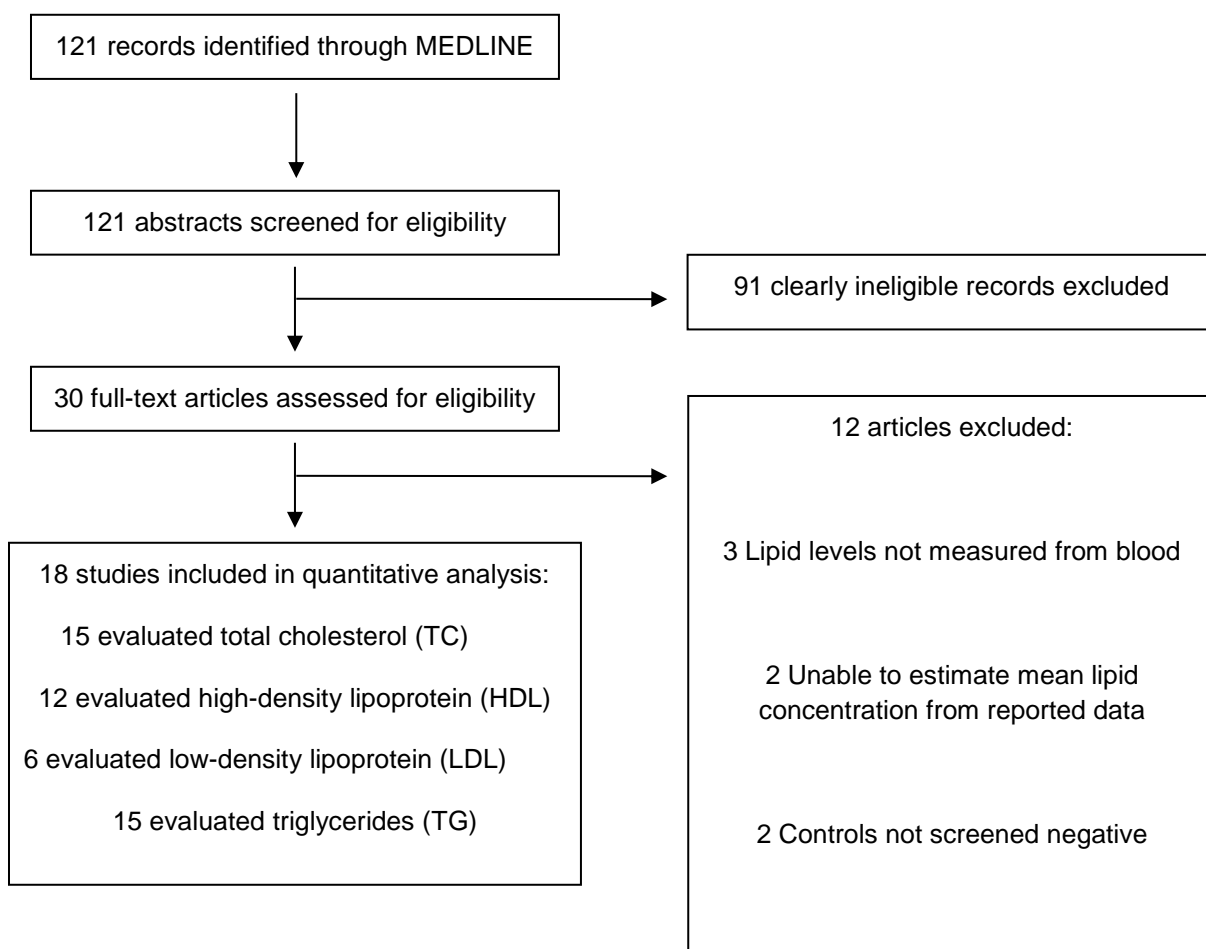 121 records identified through MEDLINE
121 abstracts screened for eligibility
91 clearly ineligible records excluded
30 full-text articles assessed for eligibility
12 articles excluded:
3 Lipid levels not measured from blood
2 Unable to estimate mean lipid
concentration from reported data
2 Controls not screened negative
18 studies included in quantitative analysis:
15 evaluated total cholesterol (TC)
12 evaluated high-density lipoprotein (HDL)
6 evaluated low-density lipoprotein (LDL)
15 evaluated triglycerides (TG)